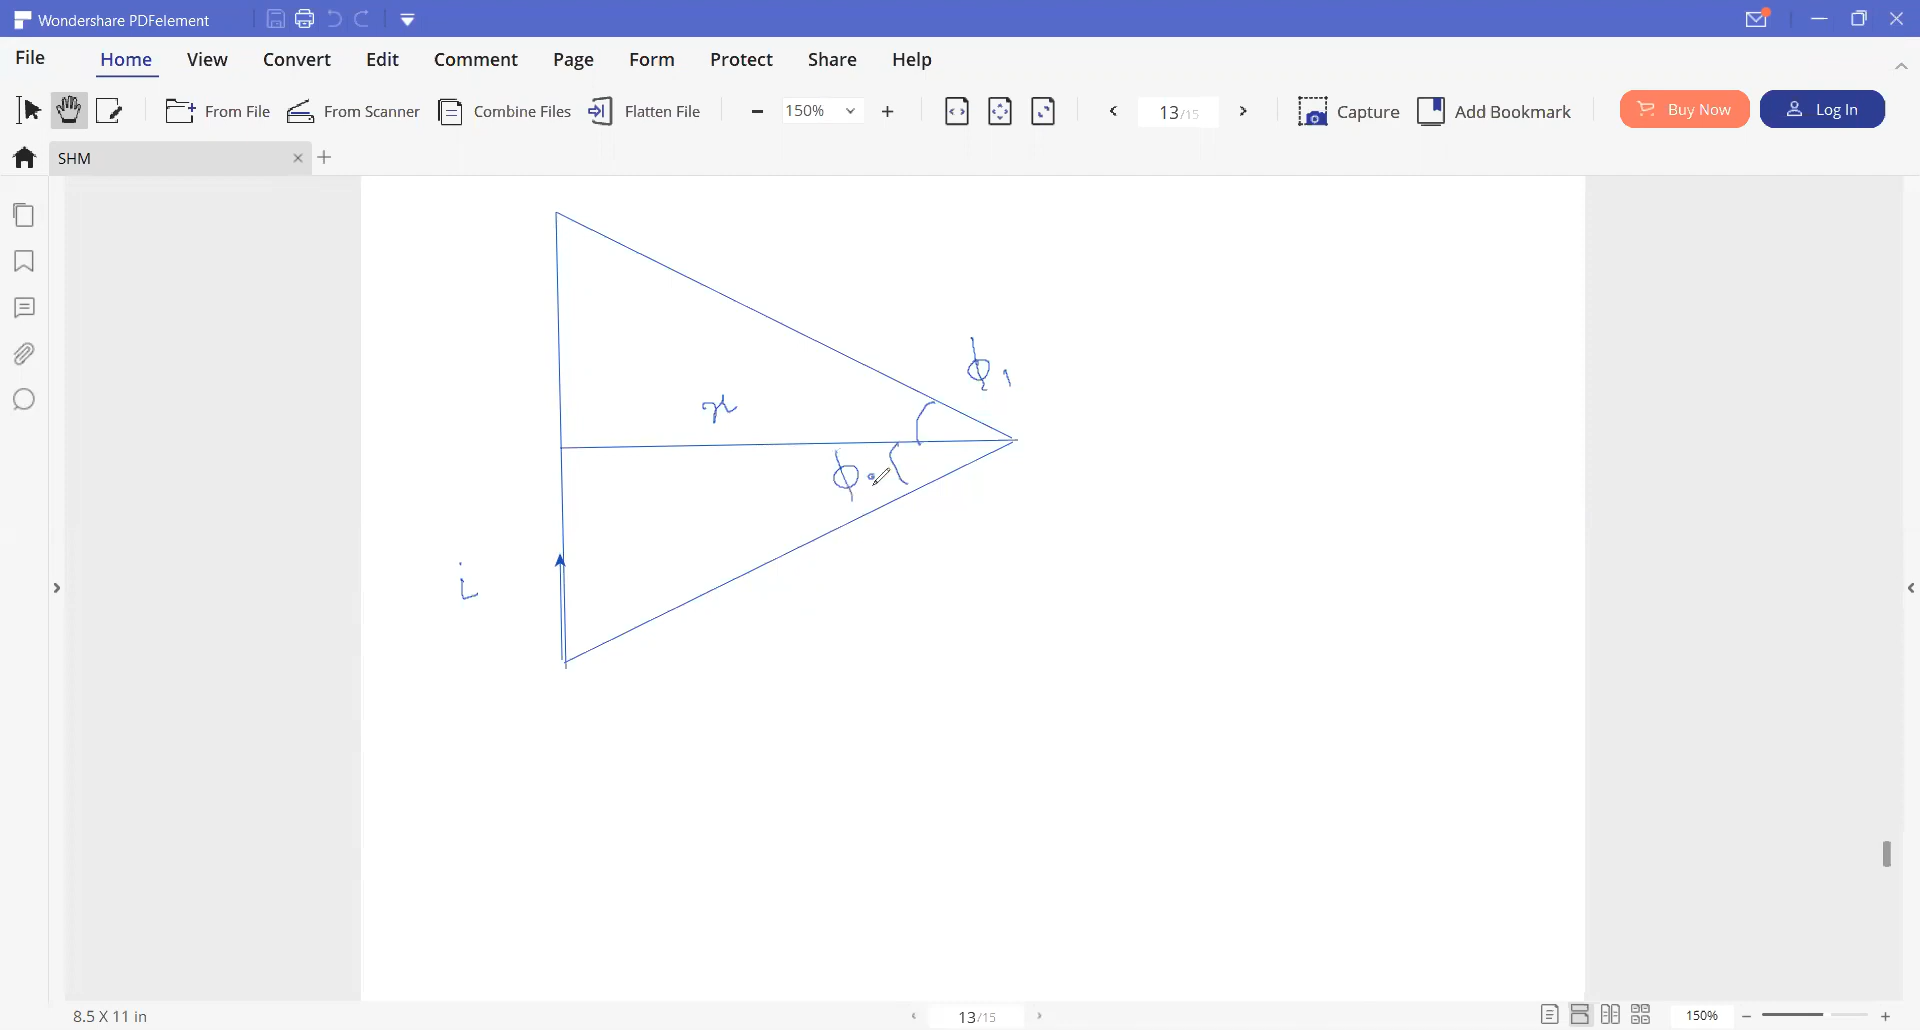 Wondershare PDFelement
File Home View Convert Edit Comment Page Form Protect Share Help
From File From Scanner Combine Files Flatten File 150% 13/15 Capture Add Bookmark Buy Now Log In
SHM
ϕ₁
r
ϕ
i
8.5 X 11 in 13/15 150%